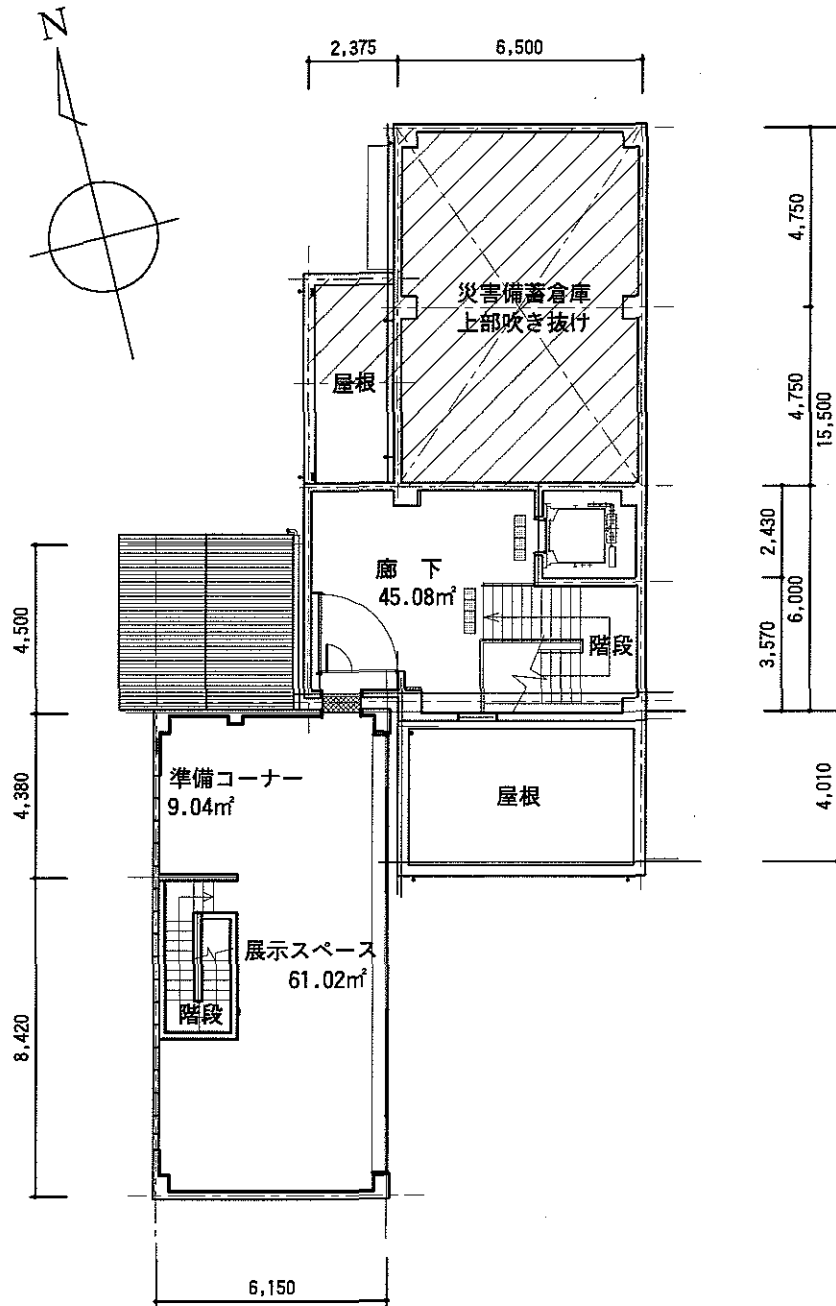 N
2,375
6,500
災害備蓄倉庫
上部吹き抜け
屋根
4,750
4,750
15,500
廊 下
45.08㎡
階段
2,430
3,570
6,000
4,500
準備コーナー
9.04㎡
屋根
4,380
4,010
展示スペース
61.02㎡
階段
8,420
6,150